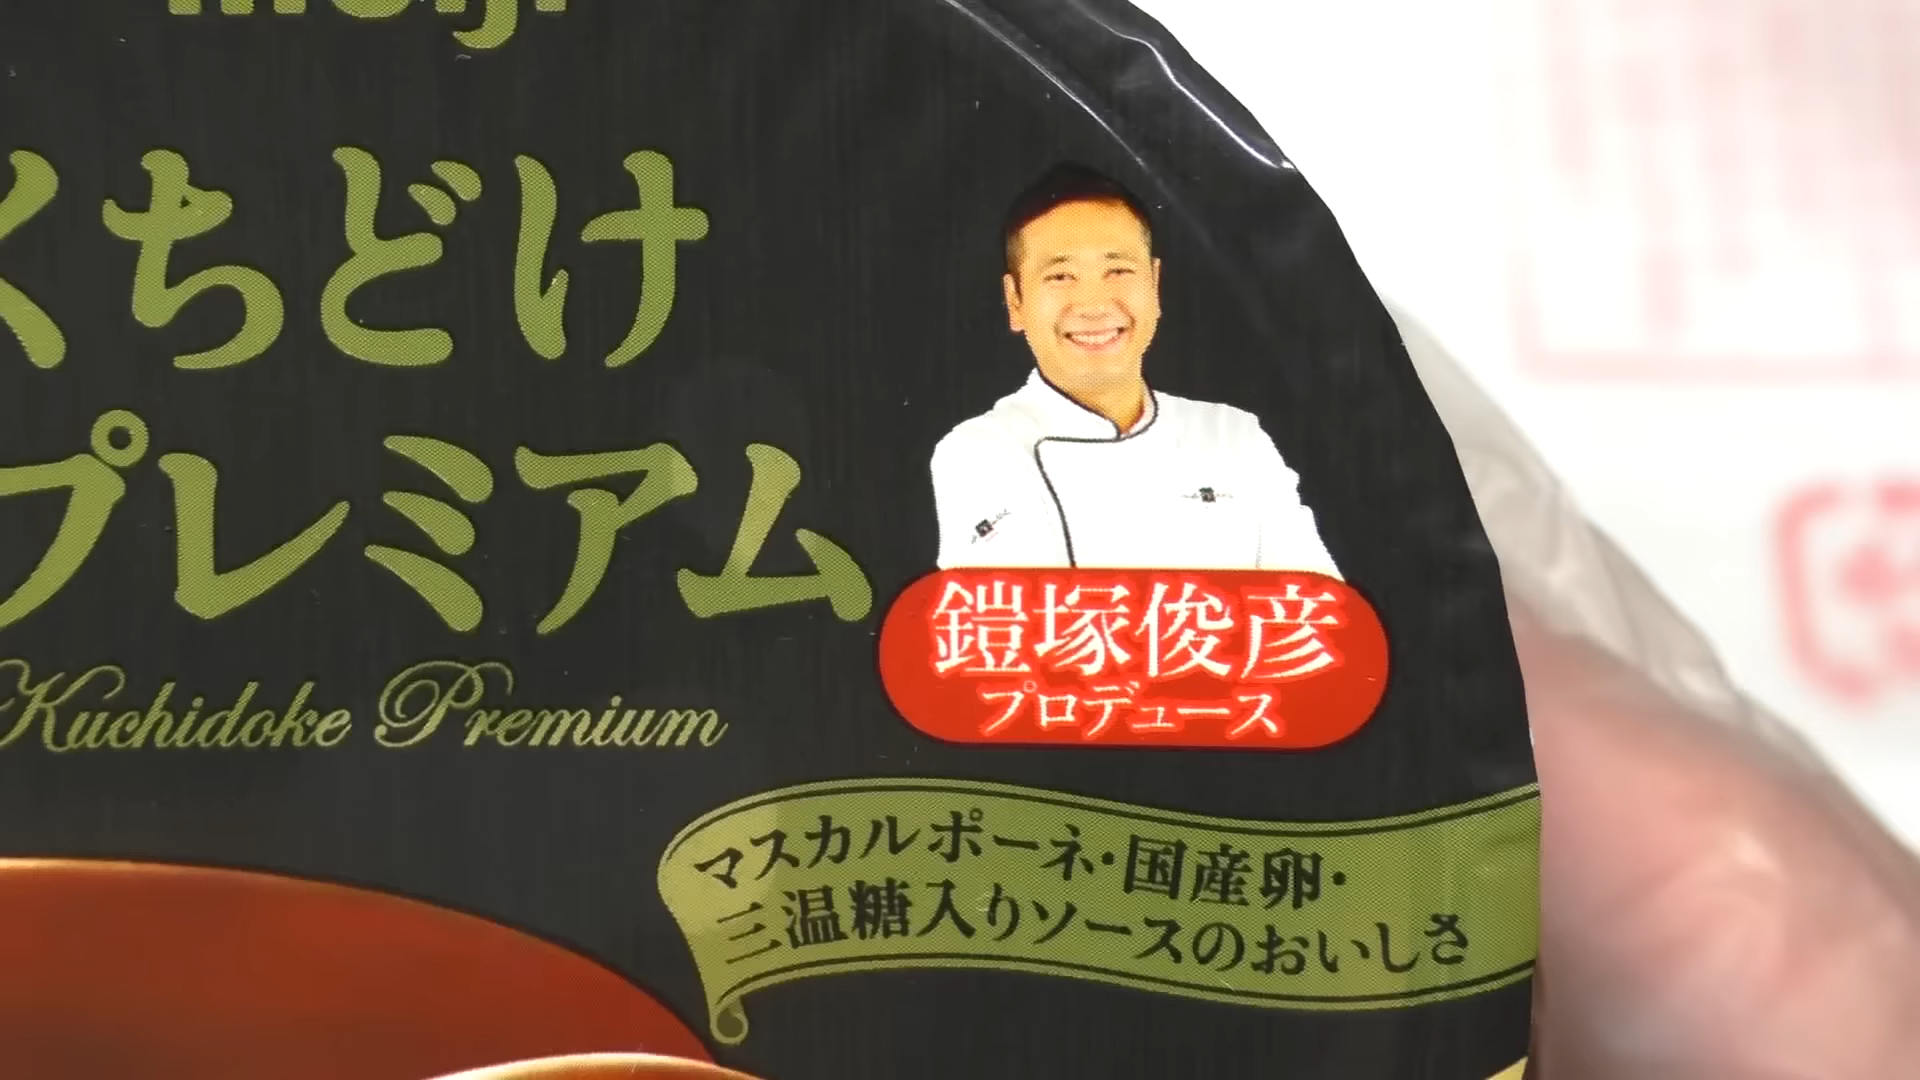 meiji
くちどけ
プレミアム
Kuchidoke Premium
鎧塚俊彦
プロデュース
マスカルポーネ・国産卵・
三温糖入りソースのおいしさ